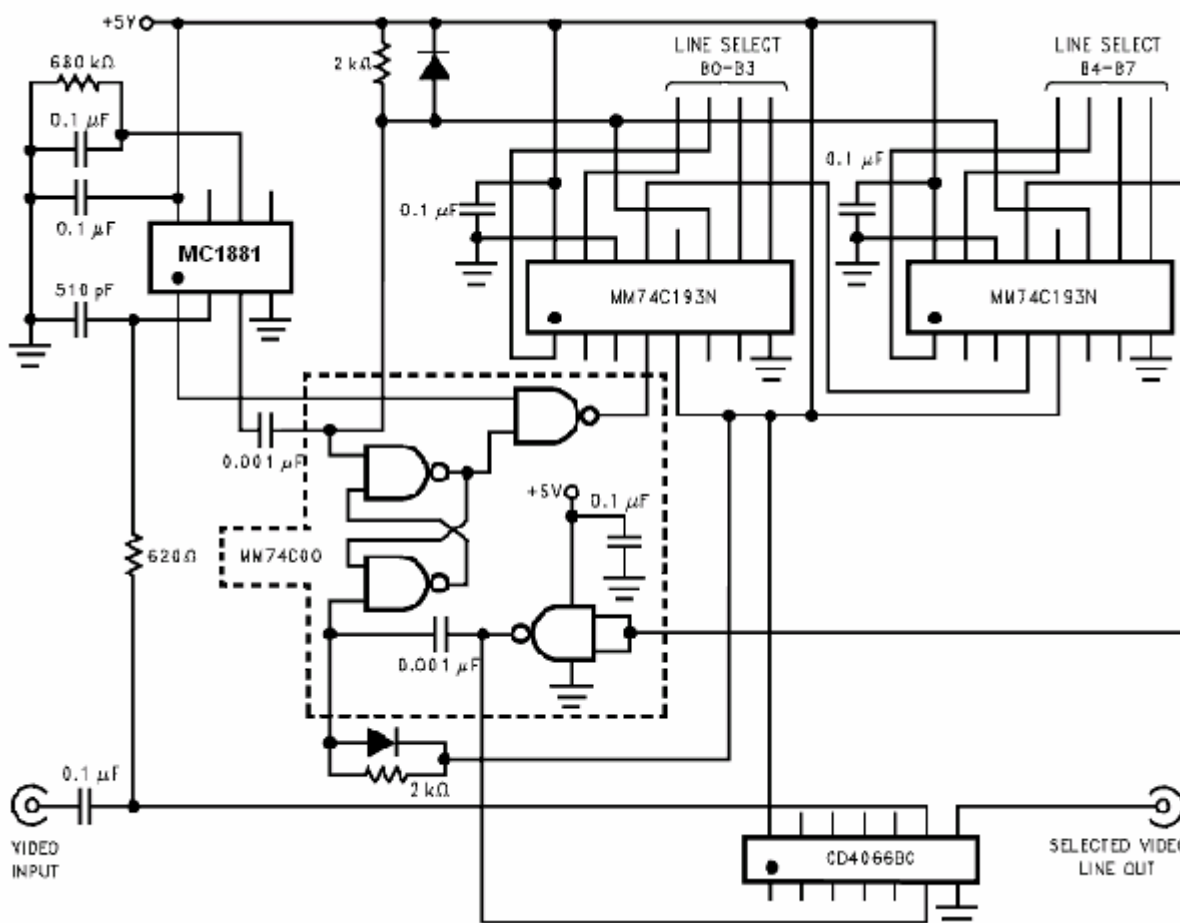 +5V
680 kΩ
0.1 µF
0.1 µF
510 pF
MC1881
2 kΩ
LINE SELECT
B0-B3
LINE SELECT
B4-B7
0.1 µF
0.1 µF
MM74C193N
MM74C193N
0.001 µF
+5V
0.1 µF
MM74C00
620Ω
0.001 µF
2 kΩ
0.1 µF
VIDEO
INPUT
CD4066BC
SELECTED VIDEO
LINE OUT